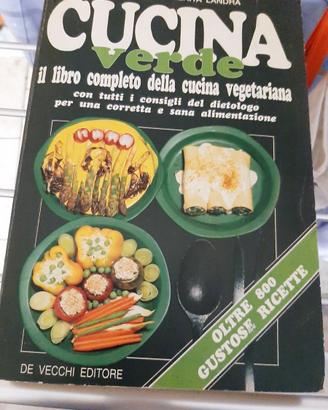 LANDRA
CUCINA
verde
il libro completo della cucina vegetariana
con tutti i consigli del dietologo
per una corretta e sana alimentazione
OLTRE 800
GUSTOSE RICETTE
DE VECCHI EDITORE